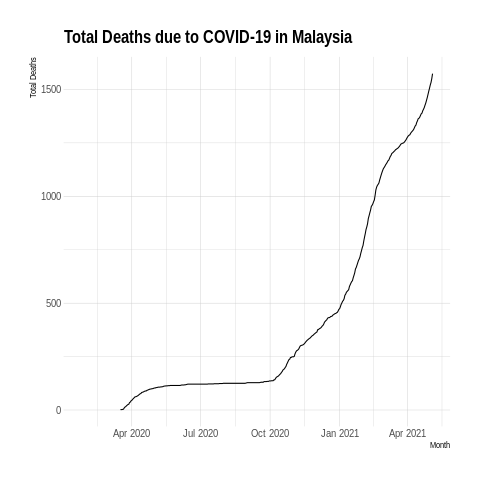 Total Deaths due to COVID-19 in Malaysia
Total Deaths
1500
1000
500
0
Apr 2020 Jul 2020 Oct 2020 Jan 2021 Apr 2021
Month